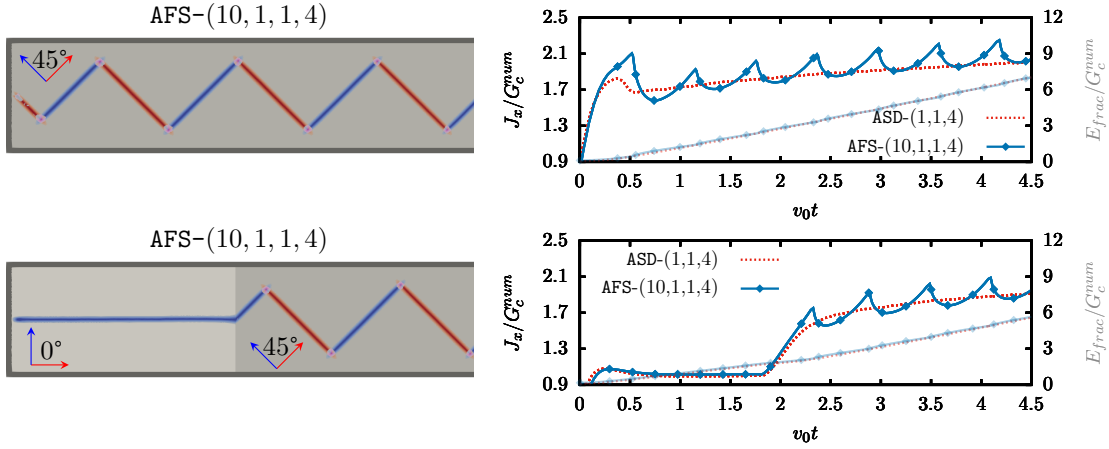 AFS-(10, 1, 1, 4)
45°
J_x/G_c^{num}
2.5
2.1
1.7
1.3
0.9
12
9
6
3
0
E_{frac}/G_c^{num}
ASD-(1,1,4)
AFS-(10,1,1,4)
0 0.5 1 1.5 2 2.5 3 3.5 4 4.5
v_0t
AFS-(10, 1, 1, 4)
0°
45°
J_x/G_c^{num}
2.5
2.1
1.7
1.3
0.9
12
9
6
3
0
E_{frac}/G_c^{num}
ASD-(1,1,4)
AFS-(10,1,1,4)
0 0.5 1 1.5 2 2.5 3 3.5 4 4.5
v_0t